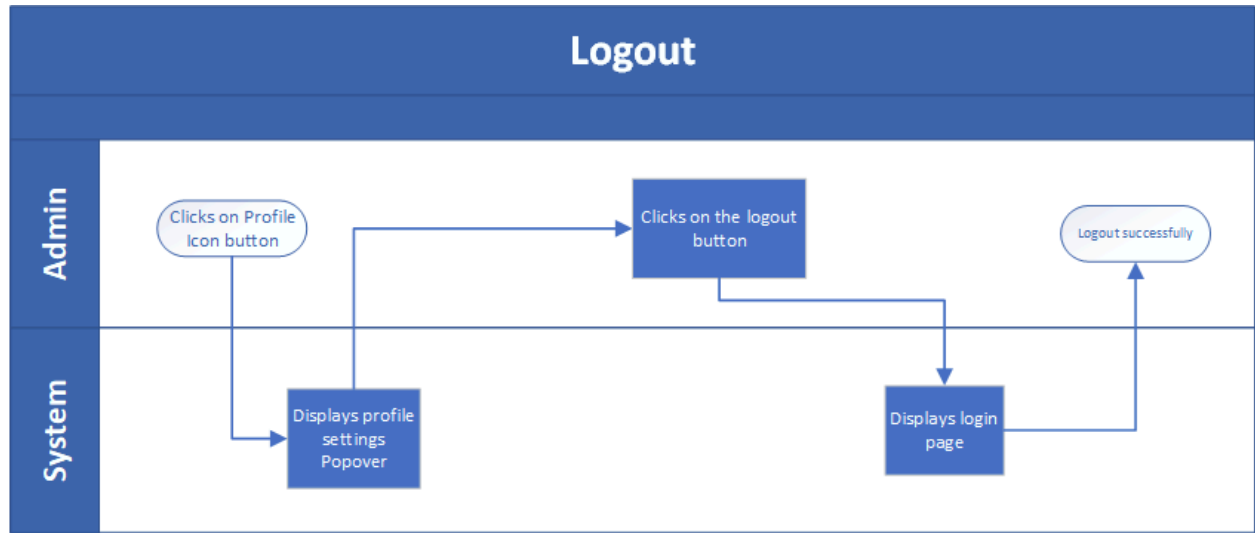 Logout
Admin
Clicks on Profile
Icon button
Clicks on the logout
button
Logout successfully
System
Displays profile
settings
Popover
Displays login
page